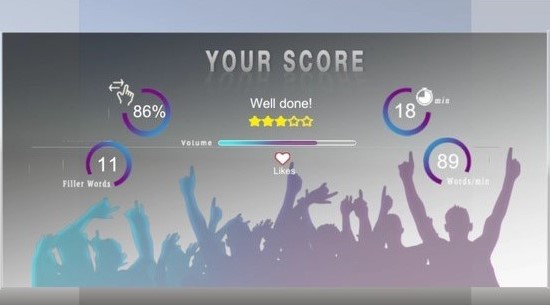 YOUR SCORE
86%
Well done!
18 min
Volume
11
Filler Words
Likes
89
Words/min